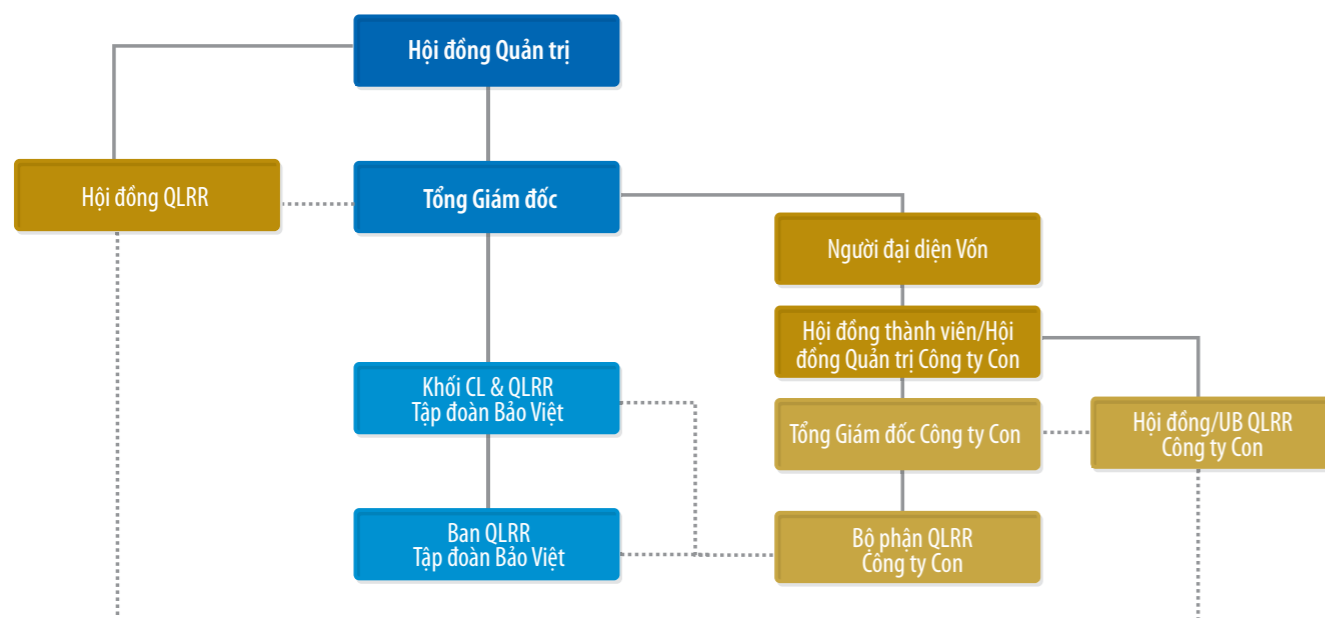 Hội đồng Quản trị
Hội đồng QLRR
Tổng Giám đốc
Người đại diện Vốn
Hội đồng thành viên/Hội
đồng Quản trị Công ty Con
Khối CL & QLRR
Tập đoàn Bảo Việt
Tổng Giám đốc Công ty Con
Hội đồng/UB QLRR
Công ty Con
Ban QLRR
Tập đoàn Bảo Việt
Bộ phận QLRR
Công ty Con